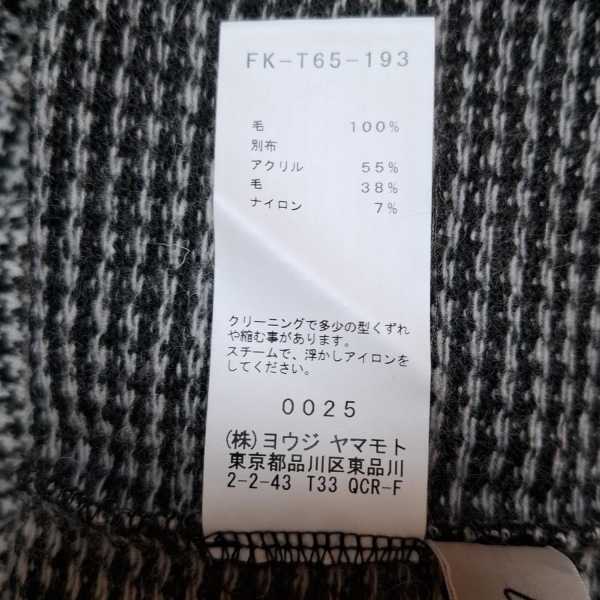 FK-T65-193
毛 100%
別布
アクリル 55%
毛 38%
ナイロン 7%
クリーニングで多少の型くずれ
や縮む事があります。
スチームで、浮かしアイロンを
してください。
0025
(株)ヨウジ ヤマモト
東京都品川区東品川
2-2-43 T33 QCR-F